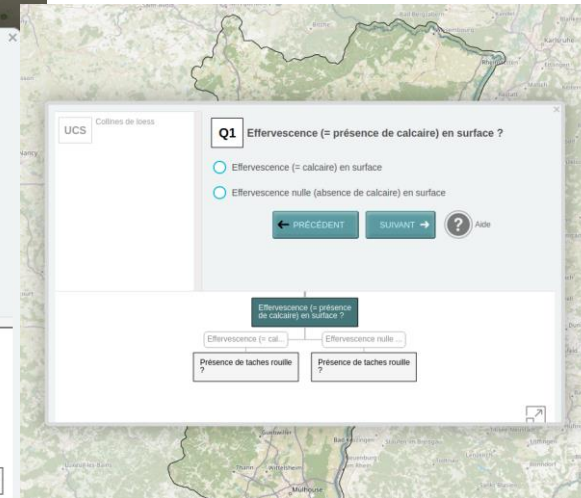 UCS
Collines de loess
Q1
Effervescence (= présence de calcaire) en surface ?
Effervescence (= calcaire) en surface
Effervescence nulle (absence de calcaire) en surface
PRÉCÉDENT
SUIVANT
?
Aide
Effervescence (= présence
de calcaire) en surface ?
Effervescence (= cal...
Effervescence nulle ...
Présence de taches rouille
?
Présence de taches rouille
?
Mulhouse